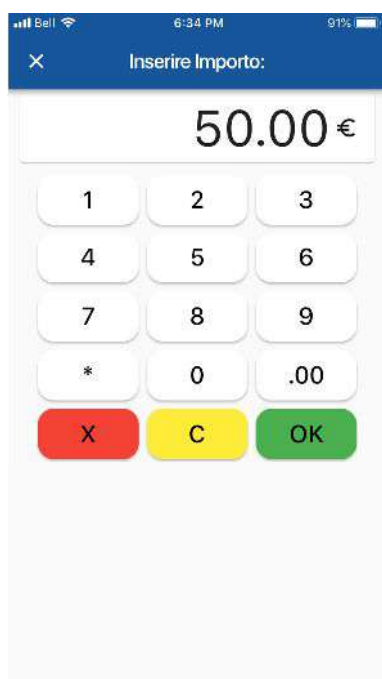 Bell 6:34 PM 91%
× Inserire Importo:
50.00 €
1 2 3
4 5 6
7 8 9
* 0 .00
X C OK